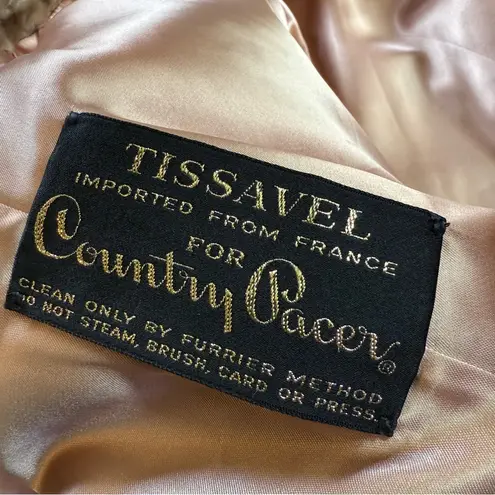 TISSAVEL
IMPORTED FROM FRANCE
FOR
Country Pacer®
CLEAN ONLY BY FURRIER METHOD
DO NOT STEAM, BRUSH, CARD OR PRESS